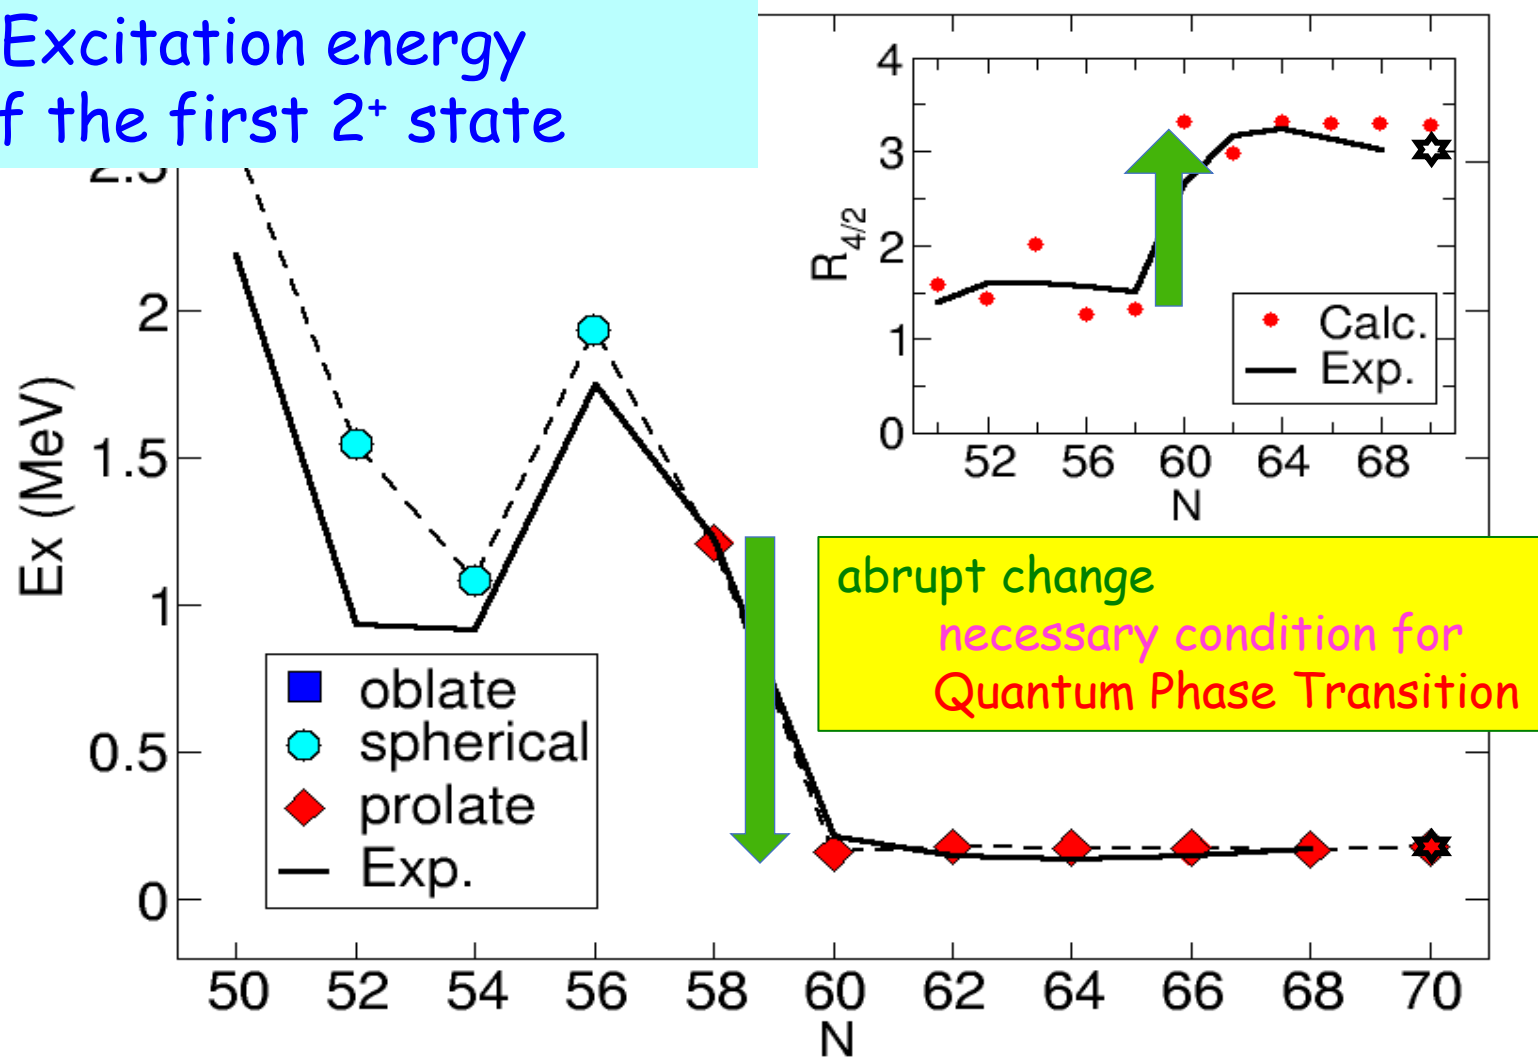 Excitation energy
f the first 2⁺ state
2.5
2
1.5
1
0.5
0
Ex (MeV)
50 52 54 56 58 60 62 64 66 68 70
N
oblate
spherical
prolate
Exp.
4
3
2
1
0
R4/2
52 56 60 64 68
N
Calc.
Exp.
abrupt change
necessary condition for
Quantum Phase Transition